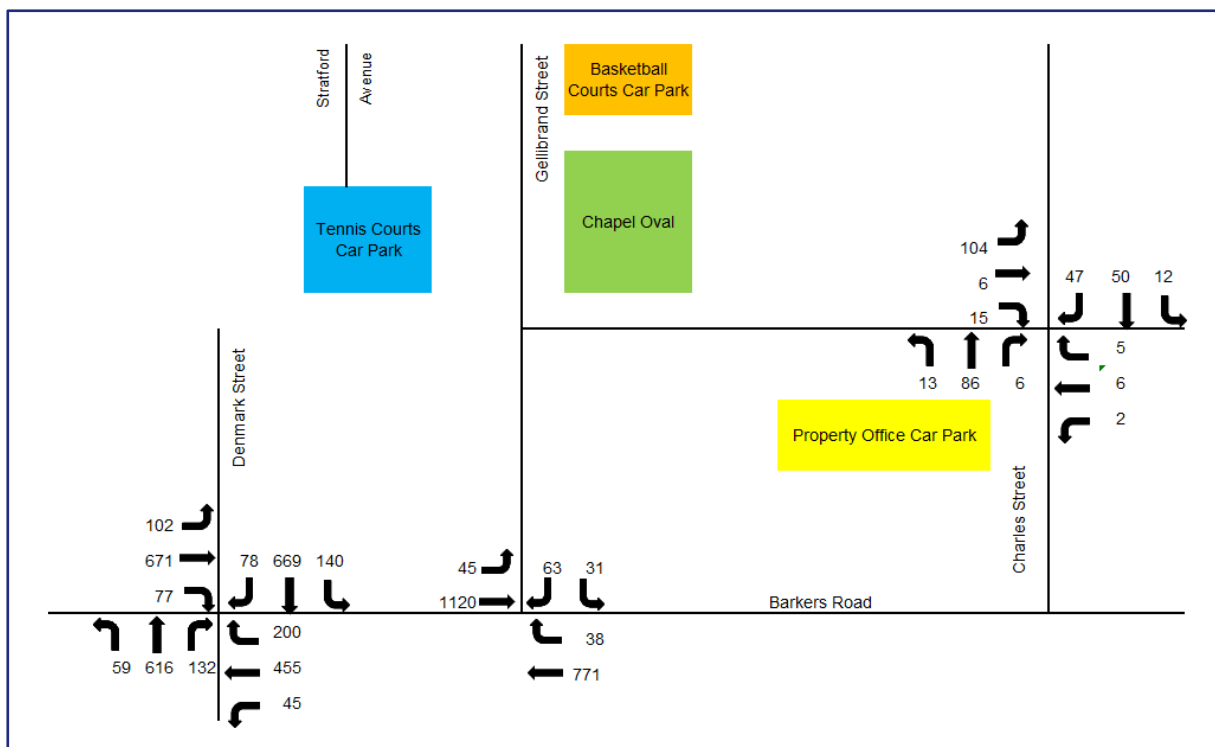 Stratford
Avenue
Gellibrand Street
Basketball
Courts Car Park
Tennis Courts
Car Park
Chapel Oval
104
6
15
47 50 12
13 86 6
5
6
2
Property Office Car Park
Denmark Street
Charles Street
102
671
77
78 669 140
45
1120
63 31
Barkers Road
59 616 132
200
455
45
38
771